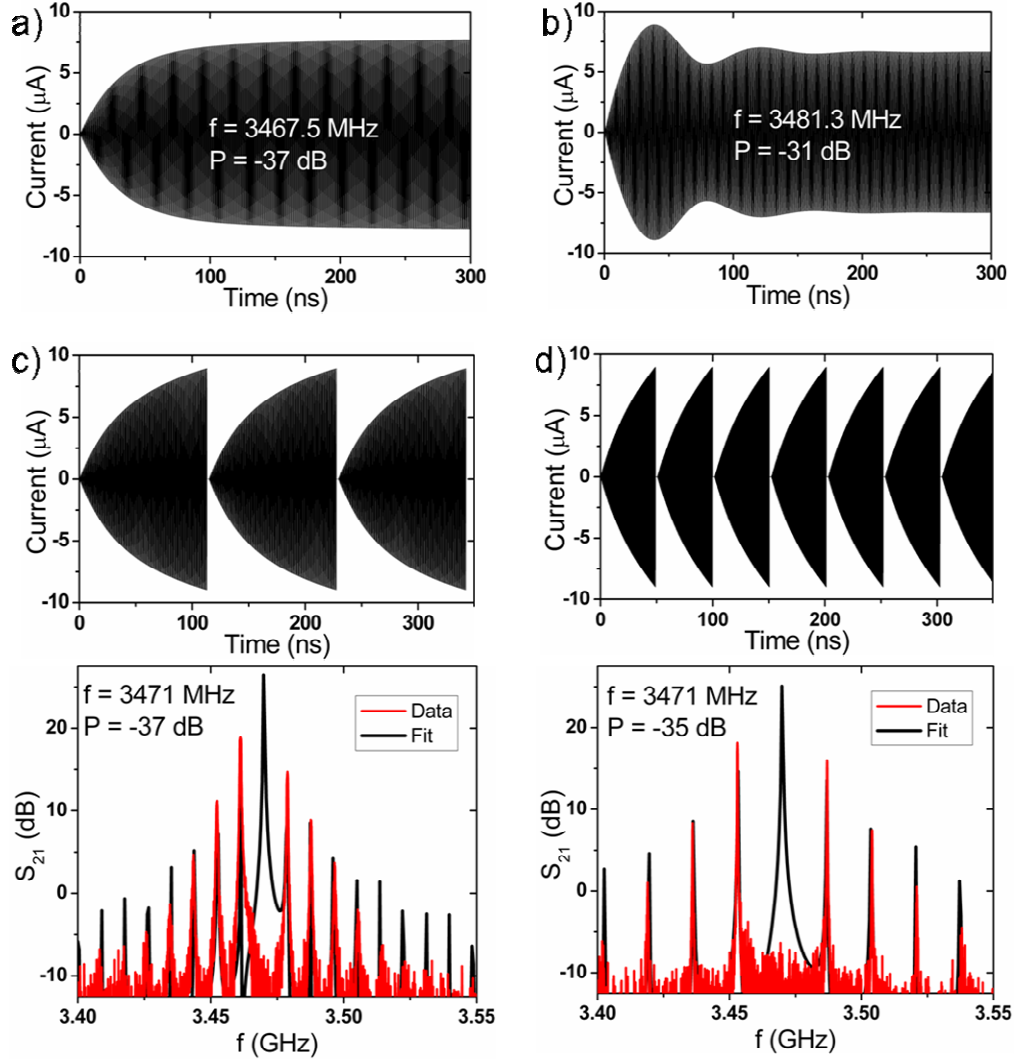 a)
10
5
0
-5
-10
Current (μA)
f = 3467.5 MHz
P = -37 dB
0
100
200
300
Time (ns)
b)
10
5
0
-5
-10
Current (μA)
f = 3481.3 MHz
P = -31 dB
0
100
200
300
Time (ns)
c)
10
5
0
-5
-10
Current (μA)
0
100
200
300
Time (ns)
d)
10
5
0
-5
-10
Current (μA)
0
100
200
300
Time (ns)
f = 3471 MHz
P = -37 dB
Data
Fit
20
10
0
-10
S21 (dB)
3.40
3.45
3.50
3.55
f (GHz)
f = 3471 MHz
P = -35 dB
Data
Fit
20
10
0
-10
S21 (dB)
3.40
3.45
3.50
3.55
f (GHz)